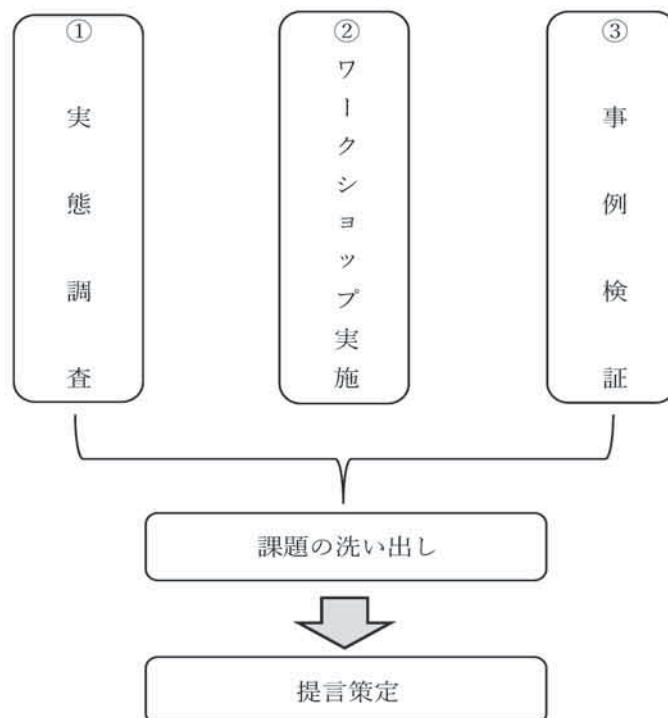 ①実態調査
②ワークショップ実施
③事例検証
課題の洗い出し
提言策定